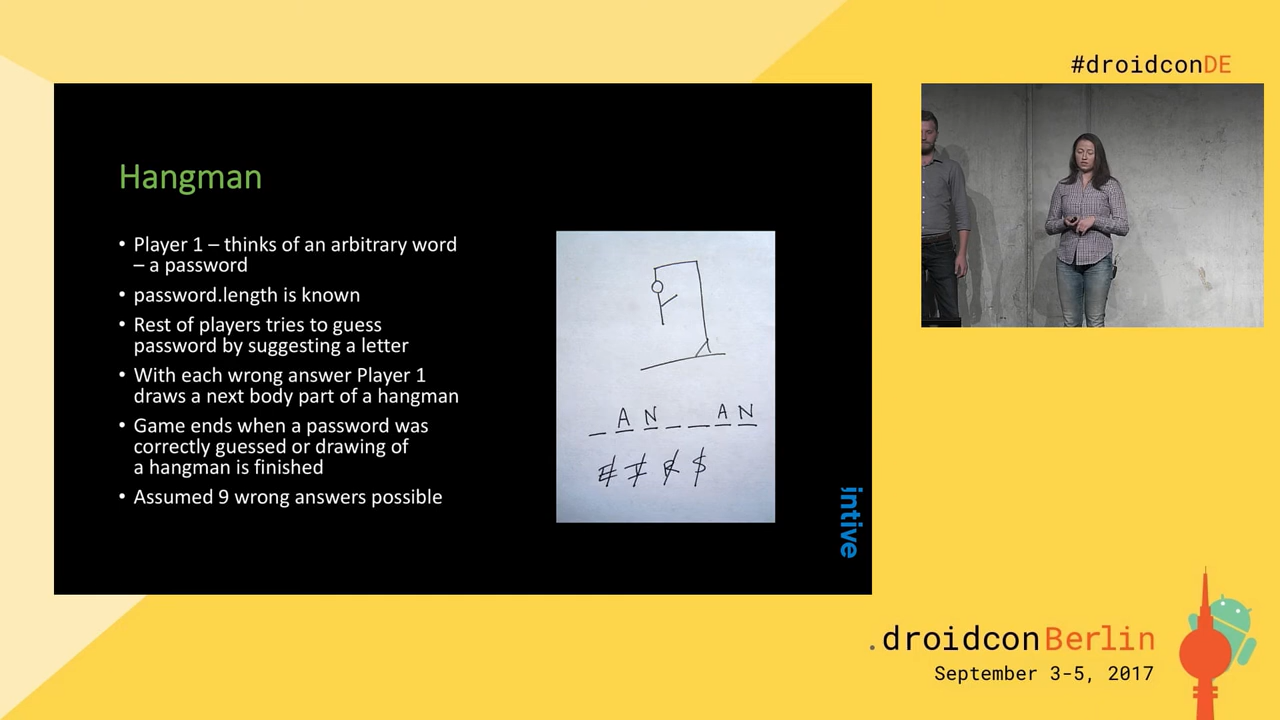 #droidconDE
Hangman
• Player 1 – thinks of an arbitrary word
– a password
• password.length is known
• Rest of players tries to guess
password by suggesting a letter
• With each wrong answer Player 1
draws a next body part of a hangman
• Game ends when a password was
correctly guessed or drawing of
a hangman is finished
• Assumed 9 wrong answers possible
_ A N _ _ A N
intive
.droidconBerlin
September 3-5, 2017